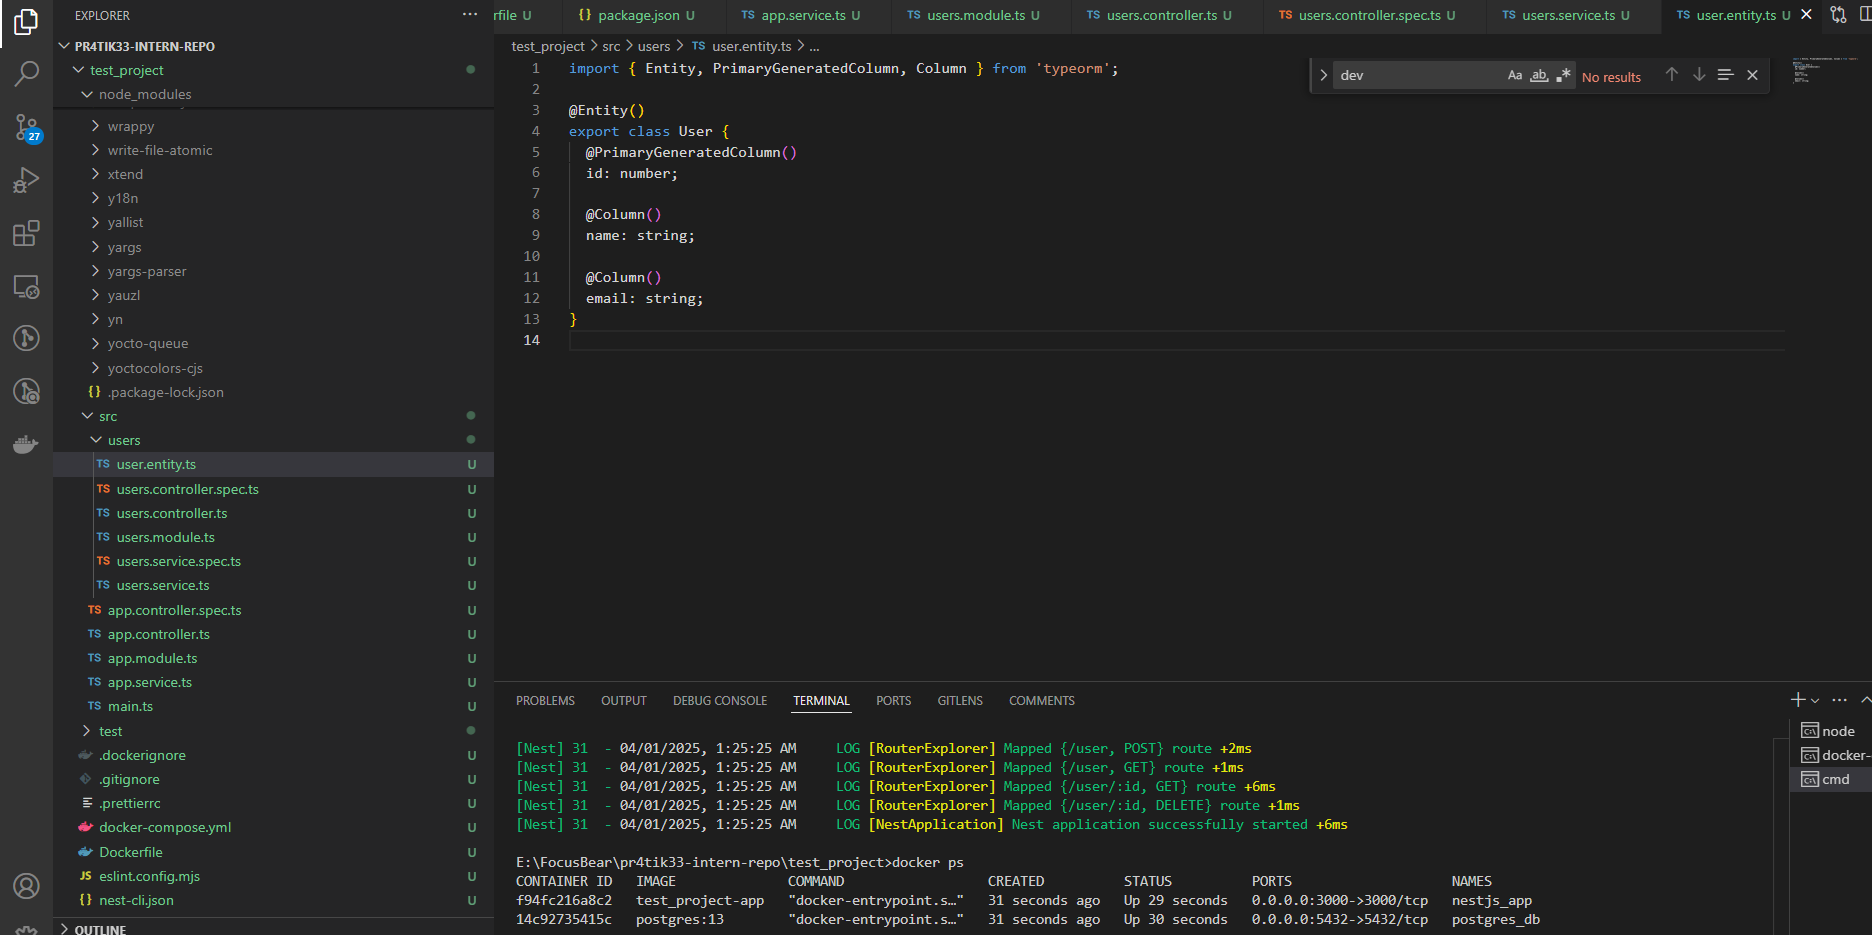 EXPLORER
PR4TIK33-INTERN-REPO
test_project
node_modules
wrappy
write-file-atomic
xtend
y18n
yallist
yargs
yargs-parser
yauzl
yn
yocto-queue
yoctocolors-cjs
{} .package-lock.json
src
users
TS user.entity.ts U
TS users.controller.spec.ts U
TS users.controller.ts U
TS users.module.ts U
TS users.service.spec.ts U
TS users.service.ts U
TS app.controller.spec.ts U
TS app.controller.ts U
TS app.module.ts U
TS app.service.ts U
TS main.ts U
test
.dockerignore U
.gitignore U
.prettierrc U
docker-compose.yml U
Dockerfile U
JS eslint.config.mjs U
{} nest-cli.json U
OUTLINE
27
rfile U {} package.json U TS app.service.ts U TS users.module.ts U TS users.controller.ts U TS users.controller.spec.ts U TS users.service.ts U TS user.entity.ts U
test_project > src > users > TS user.entity.ts > ...
dev Aa ab .* No results
1 import { Entity, PrimaryGeneratedColumn, Column } from 'typeorm';
2
3 @Entity()
4 export class User {
5 @PrimaryGeneratedColumn()
6 id: number;
7
8 @Column()
9 name: string;
10
11 @Column()
12 email: string;
13 }
14
PROBLEMS OUTPUT DEBUG CONSOLE TERMINAL PORTS GITLENS COMMENTS
[Nest] 31 - 04/01/2025, 1:25:25 AM LOG [RouterExplorer] Mapped {/user, POST} route +2ms
[Nest] 31 - 04/01/2025, 1:25:25 AM LOG [RouterExplorer] Mapped {/user, GET} route +1ms
[Nest] 31 - 04/01/2025, 1:25:25 AM LOG [RouterExplorer] Mapped {/user/:id, GET} route +6ms
[Nest] 31 - 04/01/2025, 1:25:25 AM LOG [RouterExplorer] Mapped {/user/:id, DELETE} route +1ms
[Nest] 31 - 04/01/2025, 1:25:25 AM LOG [NestApplication] Nest application successfully started +6ms
E:\FocusBear\pr4tik33-intern-repo\test_project>docker ps
CONTAINER ID IMAGE COMMAND CREATED STATUS PORTS NAMES
f94fc216a8c2 test_project-app "docker-entrypoint.s…" 31 seconds ago Up 29 seconds 0.0.0.0:3000->3000/tcp nestjs_app
14c92735415c postgres:13 "docker-entrypoint.s…" 31 seconds ago Up 30 seconds 0.0.0.0:5432->5432/tcp postgres_db
node
docker-
cmd